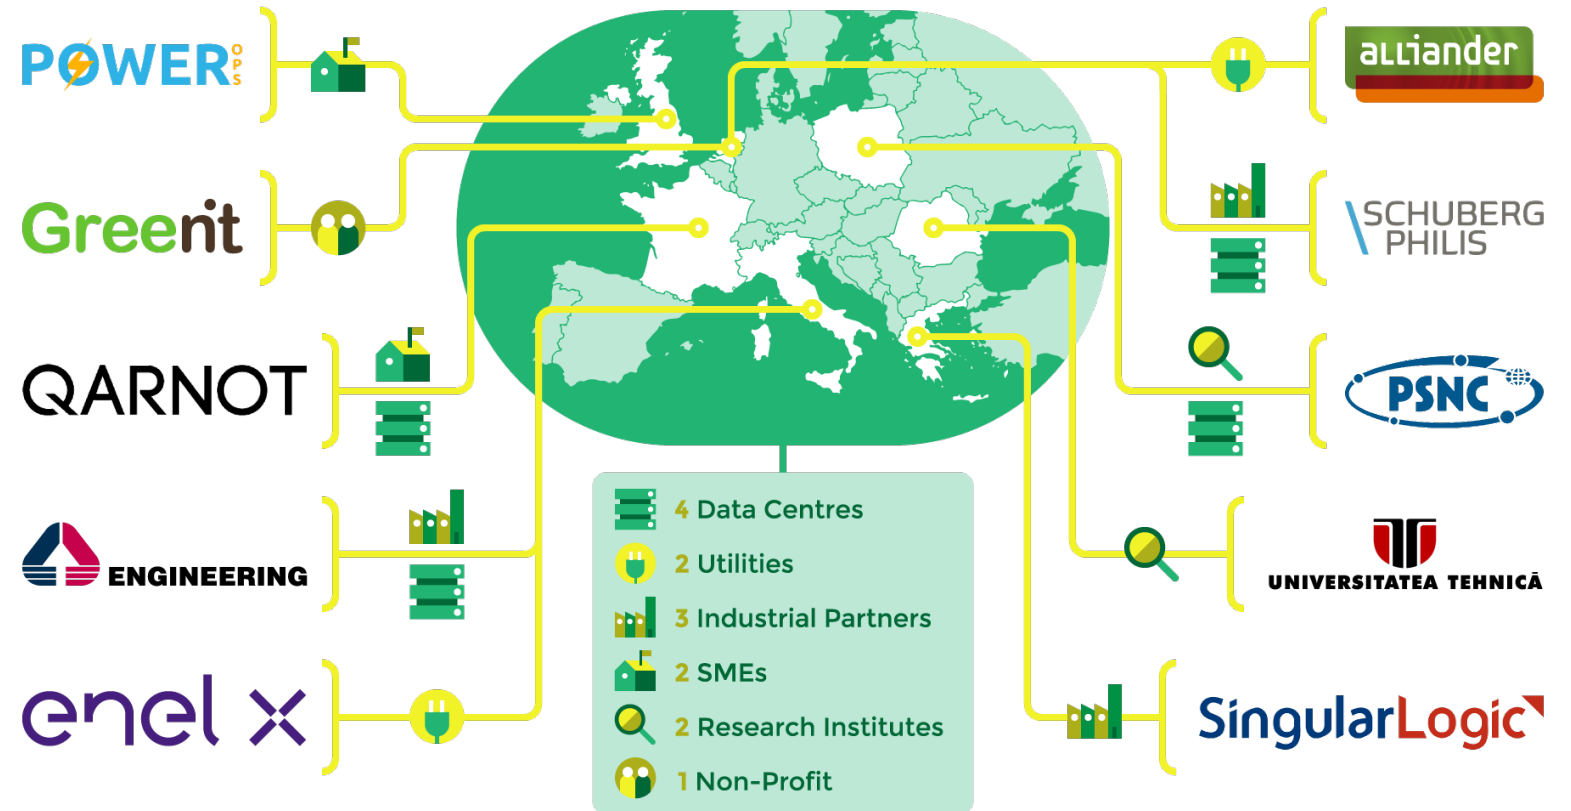 POWER OPS
Greenit
QARNOT
ENGINEERING
enel x
alliander
SCHUBERG
PHILIS
PSNC
UNIVERSITATEA TEHNICĂ
SingularLogic
4 Data Centres
2 Utilities
3 Industrial Partners
2 SMEs
2 Research Institutes
1 Non-Profit